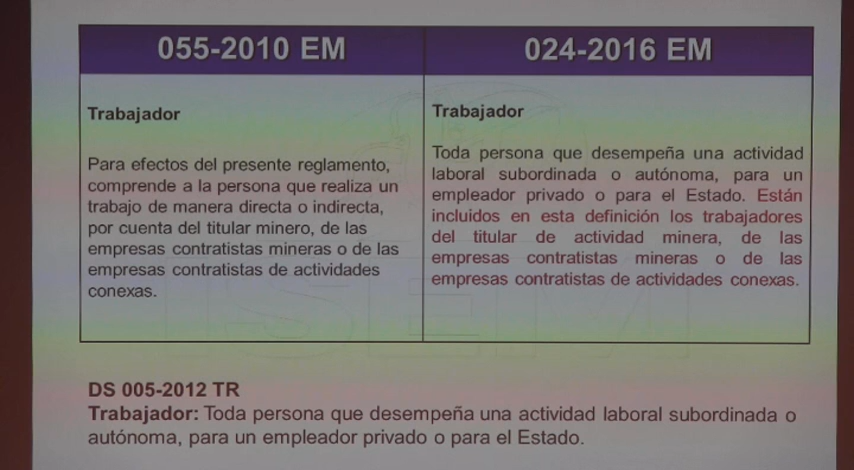 055-2010 EM
024-2016 EM
Trabajador
Para efectos del presente reglamento,
comprende a la persona que realiza un
trabajo de manera directa o indirecta,
por cuenta del titular minero, de las
empresas contratistas mineras o de las
empresas contratistas de actividades
conexas.
Trabajador
Toda persona que desempeña una actividad
laboral subordinada o autónoma, para un
empleador privado o para el Estado. Están
incluidos en esta definición los trabajadores
del titular de actividad minera, de las
empresas contratistas mineras o de las
empresas contratistas de actividades conexas.
DS 005-2012 TR
Trabajador: Toda persona que desempeña una actividad laboral subordinada o
autónoma, para un empleador privado o para el Estado.